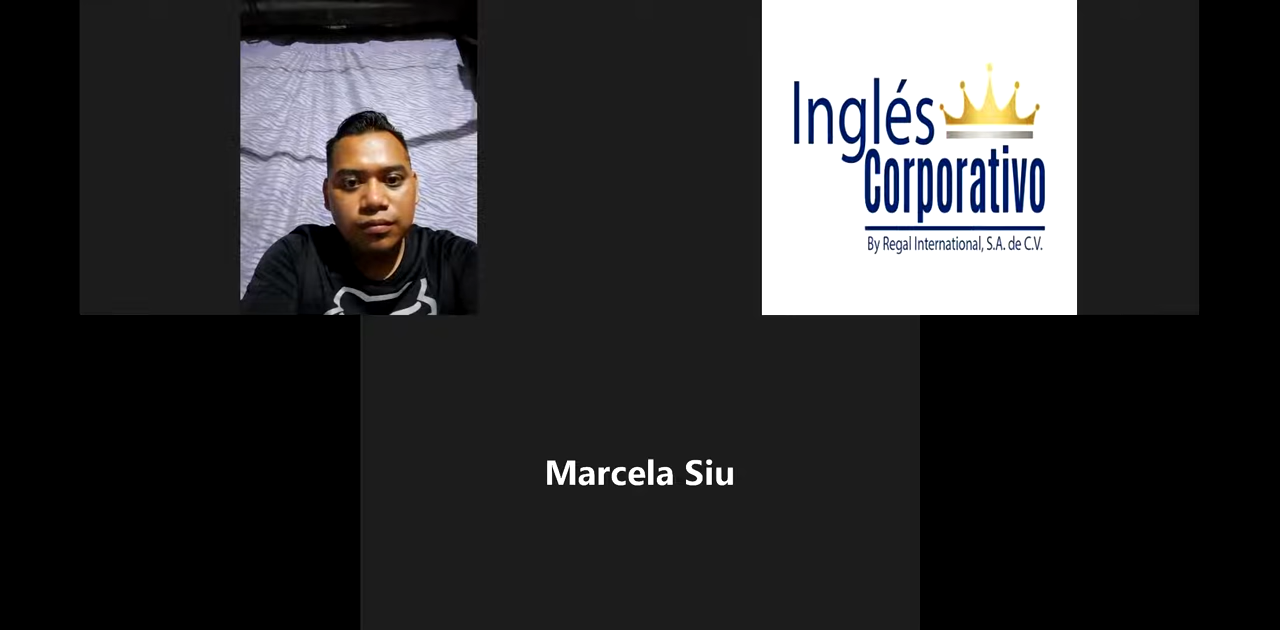 Inglés
Corporativo
By Regal International, S.A. de C.V.
Marcela Siu